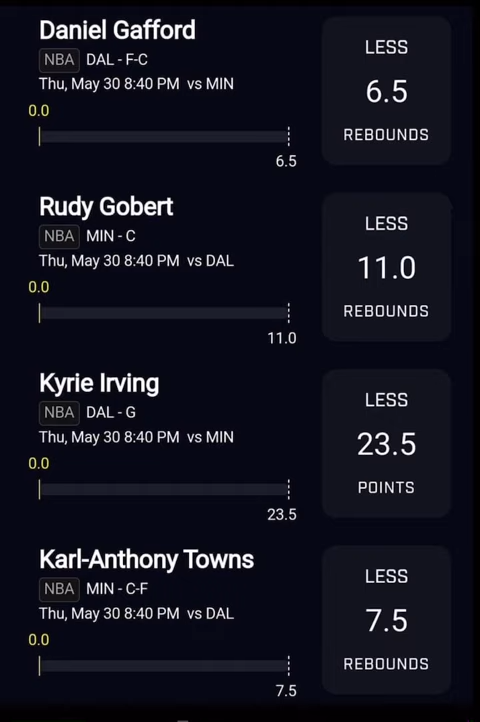 Daniel Gafford
NBA DAL - F-C
Thu, May 30 8:40 PM vs MIN
0.0
6.5
LESS
6.5
REBOUNDS
Rudy Gobert
NBA MIN - C
Thu, May 30 8:40 PM vs DAL
0.0
11.0
LESS
11.0
REBOUNDS
Kyrie Irving
NBA DAL - G
Thu, May 30 8:40 PM vs MIN
0.0
23.5
LESS
23.5
POINTS
Karl-Anthony Towns
NBA MIN - C-F
Thu, May 30 8:40 PM vs DAL
0.0
7.5
LESS
7.5
REBOUNDS